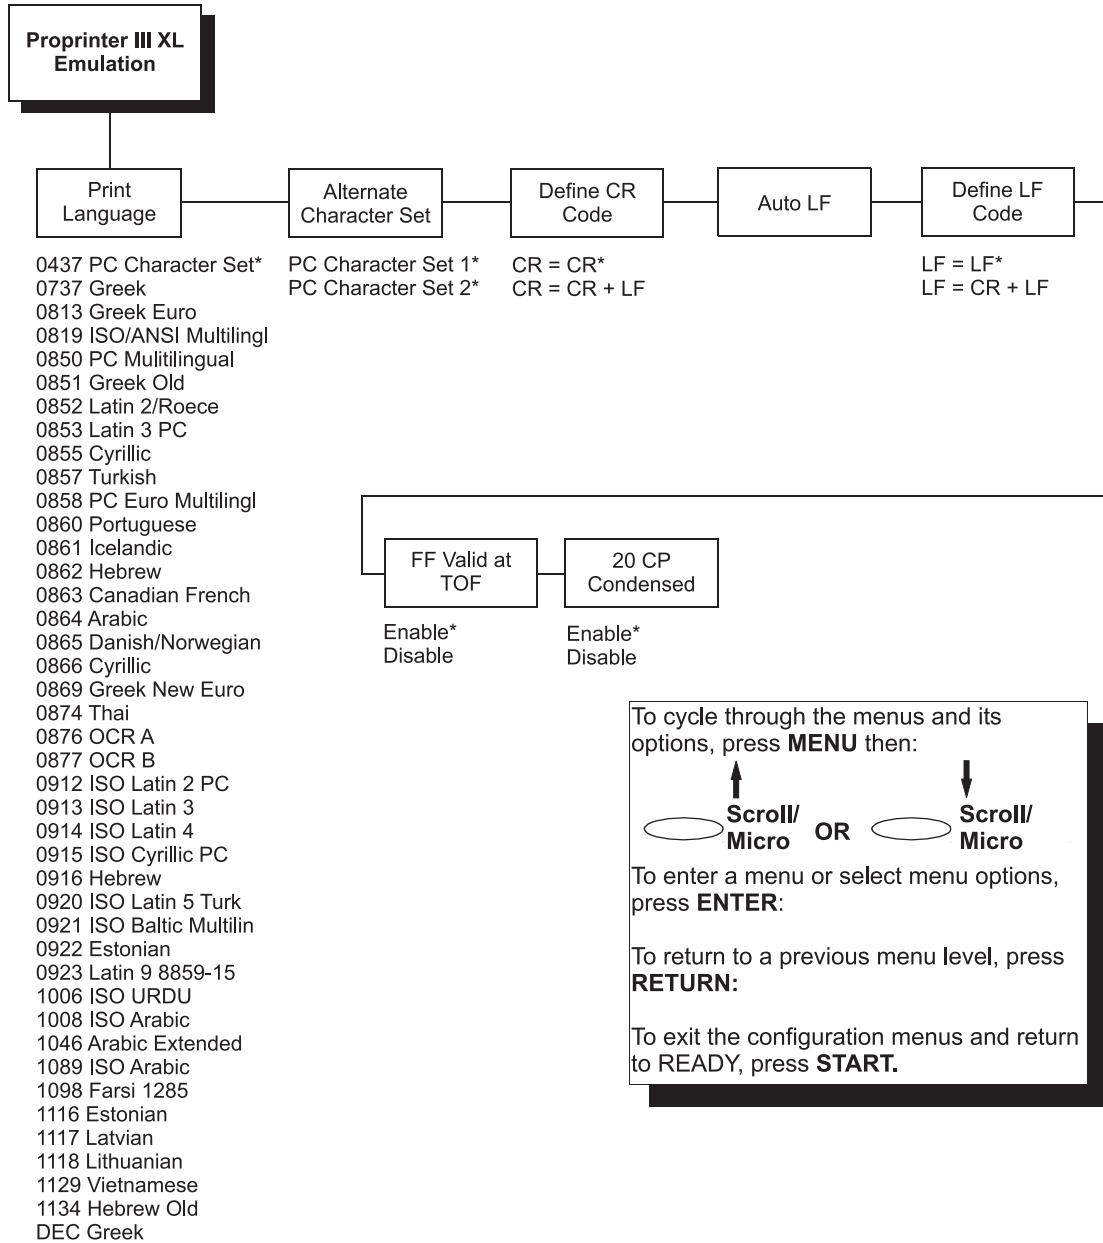 Proprinter III XL
Emulation
Print
Language
Alternate
Character Set
Define CR
Code
Auto LF
Define LF
Code
0437 PC Character Set*
0737 Greek
0813 Greek Euro
0819 ISO/ANSI Multilingl
0850 PC Mulitilingual
0851 Greek Old
0852 Latin 2/Roece
0853 Latin 3 PC
0855 Cyrillic
0857 Turkish
0858 PC Euro Multilingl
0860 Portuguese
0861 Icelandic
0862 Hebrew
0863 Canadian French
0864 Arabic
0865 Danish/Norwegian
0866 Cyrillic
0869 Greek New Euro
0874 Thai
0876 OCR A
0877 OCR B
0912 ISO Latin 2 PC
0913 ISO Latin 3
0914 ISO Latin 4
0915 ISO Cyrillic PC
0916 Hebrew
0920 ISO Latin 5 Turk
0921 ISO Baltic Multilin
0922 Estonian
0923 Latin 9 8859-15
1006 ISO URDU
1008 ISO Arabic
1046 Arabic Extended
1089 ISO Arabic
1098 Farsi 1285
1116 Estonian
1117 Latvian
1118 Lithuanian
1129 Vietnamese
1134 Hebrew Old
DEC Greek
PC Character Set 1*
PC Character Set 2*
CR = CR*
CR = CR + LF
LF = LF*
LF = CR + LF
FF Valid at
TOF
20 CP
Condensed
Enable*
Disable
Enable*
Disable
To cycle through the menus and its
options, press MENU then:
Scroll/
Micro
OR
Scroll/
Micro
To enter a menu or select menu options,
press ENTER:
To return to a previous menu level, press
RETURN:
To exit the configuration menus and return
to READY, press START.